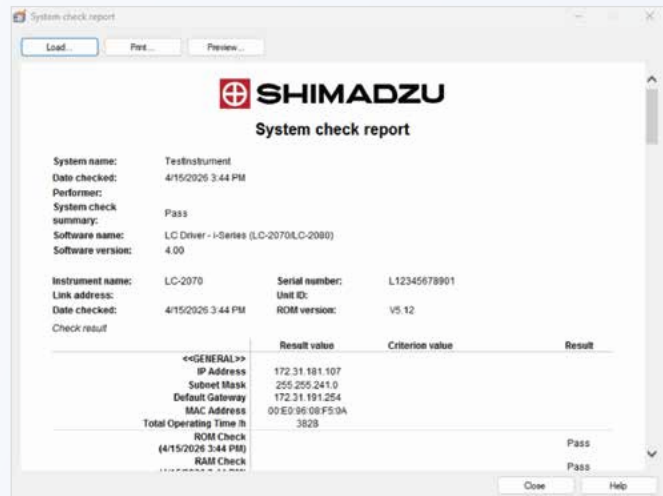 System check report
Load... Print... Preview...
SHIMADZU
System check report
System name: TestInstrument
Date checked: 4/15/2026 3:44 PM
Performer:
System check summary: Pass
Software name: LC Driver - i-Series (LC-2070/LC-2080)
Software version: 4.00
Instrument name: LC-2070 Serial number: L12345678901
Link address: Unit ID:
Date checked: 4/15/2026 3:44 PM ROM version: V5.12
Check result
Result value Criterion value Result
<<GENERAL>>
IP Address 172.31.181.107
Subnet Mask 255.255.241.0
Default Gateway 172.31.191.254
MAC Address 00:E0:96:08:F5:0A
Total Operating Time /h 3828
ROM Check
(4/15/2026 3:44 PM) Pass
RAM Check
Pass
Close Help